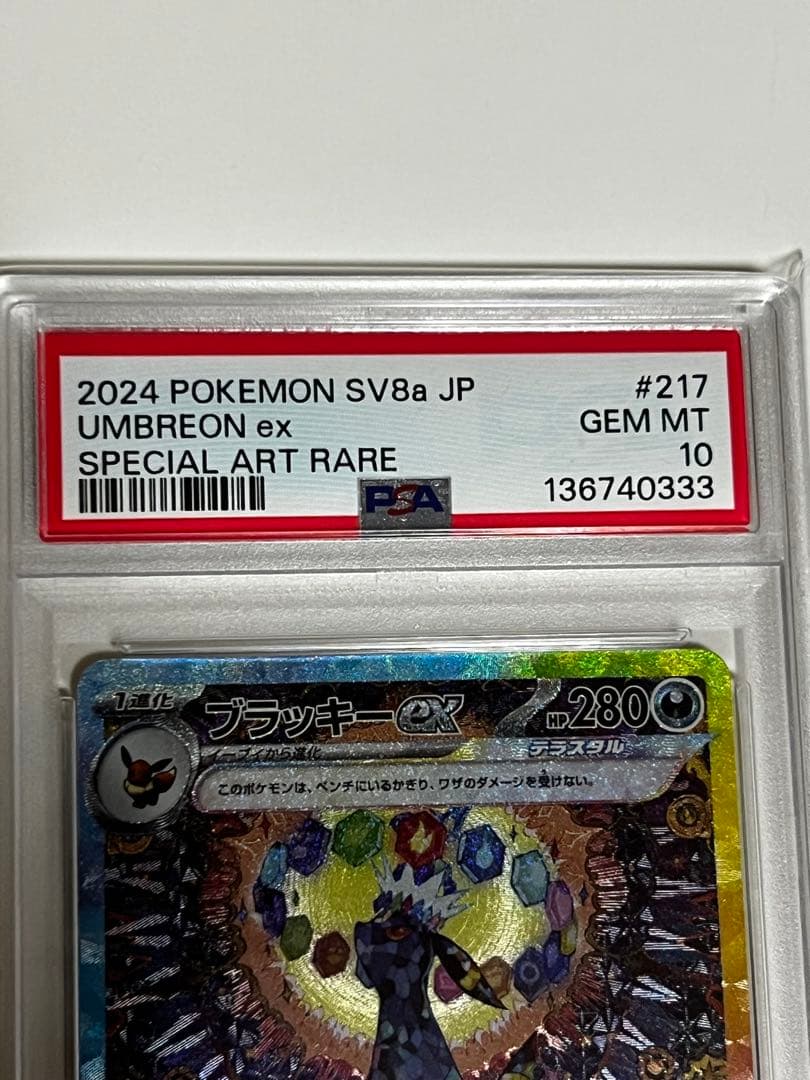 2024 POKEMON SV8a JP #217
UMBREON ex GEM MT
SPECIAL ART RARE 10
PSA 136740333
1進化 ブラッキーex HP280
イーブイから進化 テラスタル
このポケモンは、ベンチにいるかぎり、ワザのダメージを受けない。